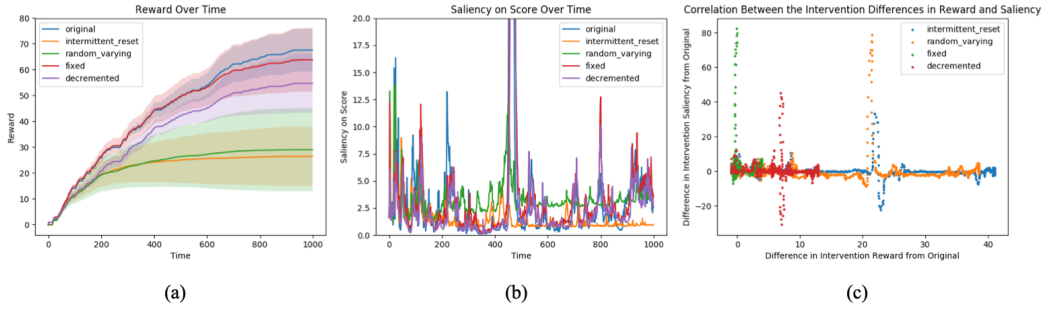 Reward Over Time
80
70
60
50
40
30
20
10
0
Reward
original
intermittent_reset
random_varying
fixed
decremented
0
200
400
600
800
1000
Time
(a)
Saliency on Score Over Time
20.0
17.5
15.0
12.5
10.0
7.5
5.0
2.5
0.0
Saliency on Score
original
intermittent_reset
random_varying
fixed
decremented
0
200
400
600
800
1000
Time
(b)
Correlation Between the Intervention Differences in Reward and Saliency
80
60
40
20
0
−20
Difference in Intervention Saliency from Original
intermittent_reset
random_varying
fixed
decremented
0
10
20
30
40
Difference in Intervention Reward from Original
(c)